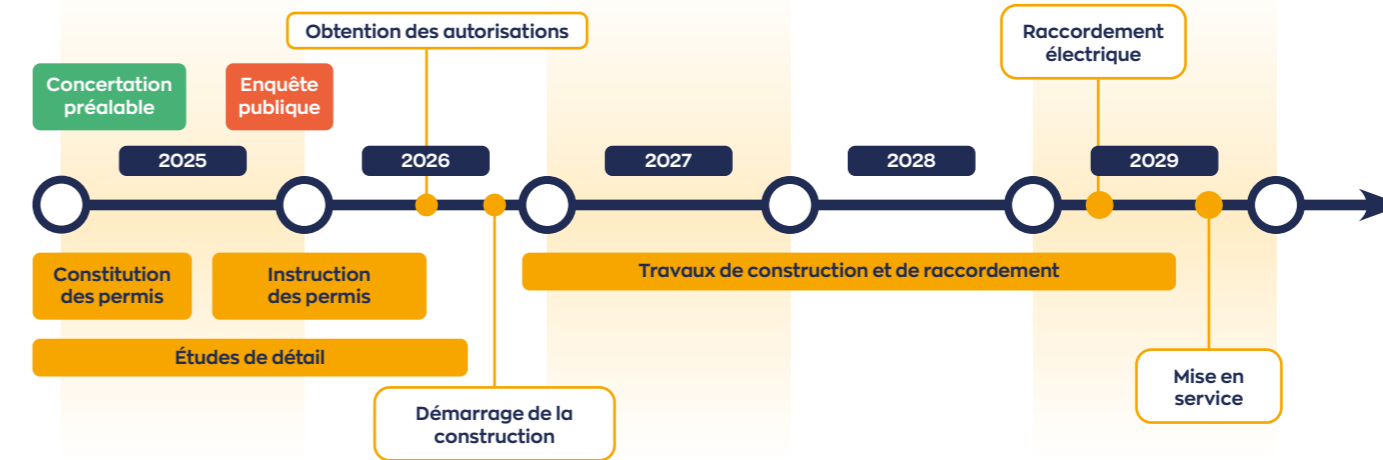 Obtention des autorisations
Raccordement
électrique
Concertation
préalable
Enquête
publique
2025
2026
2027
2028
2029
Constitution
des permis
Instruction
des permis
Travaux de construction et de raccordement
Études de détail
Démarrage de la
construction
Mise en
service